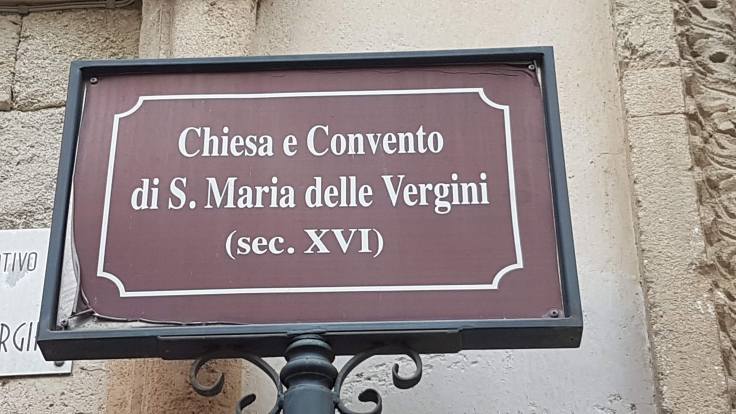 Chiesa e Convento
di S. Maria delle Vergini
(sec. XVI)